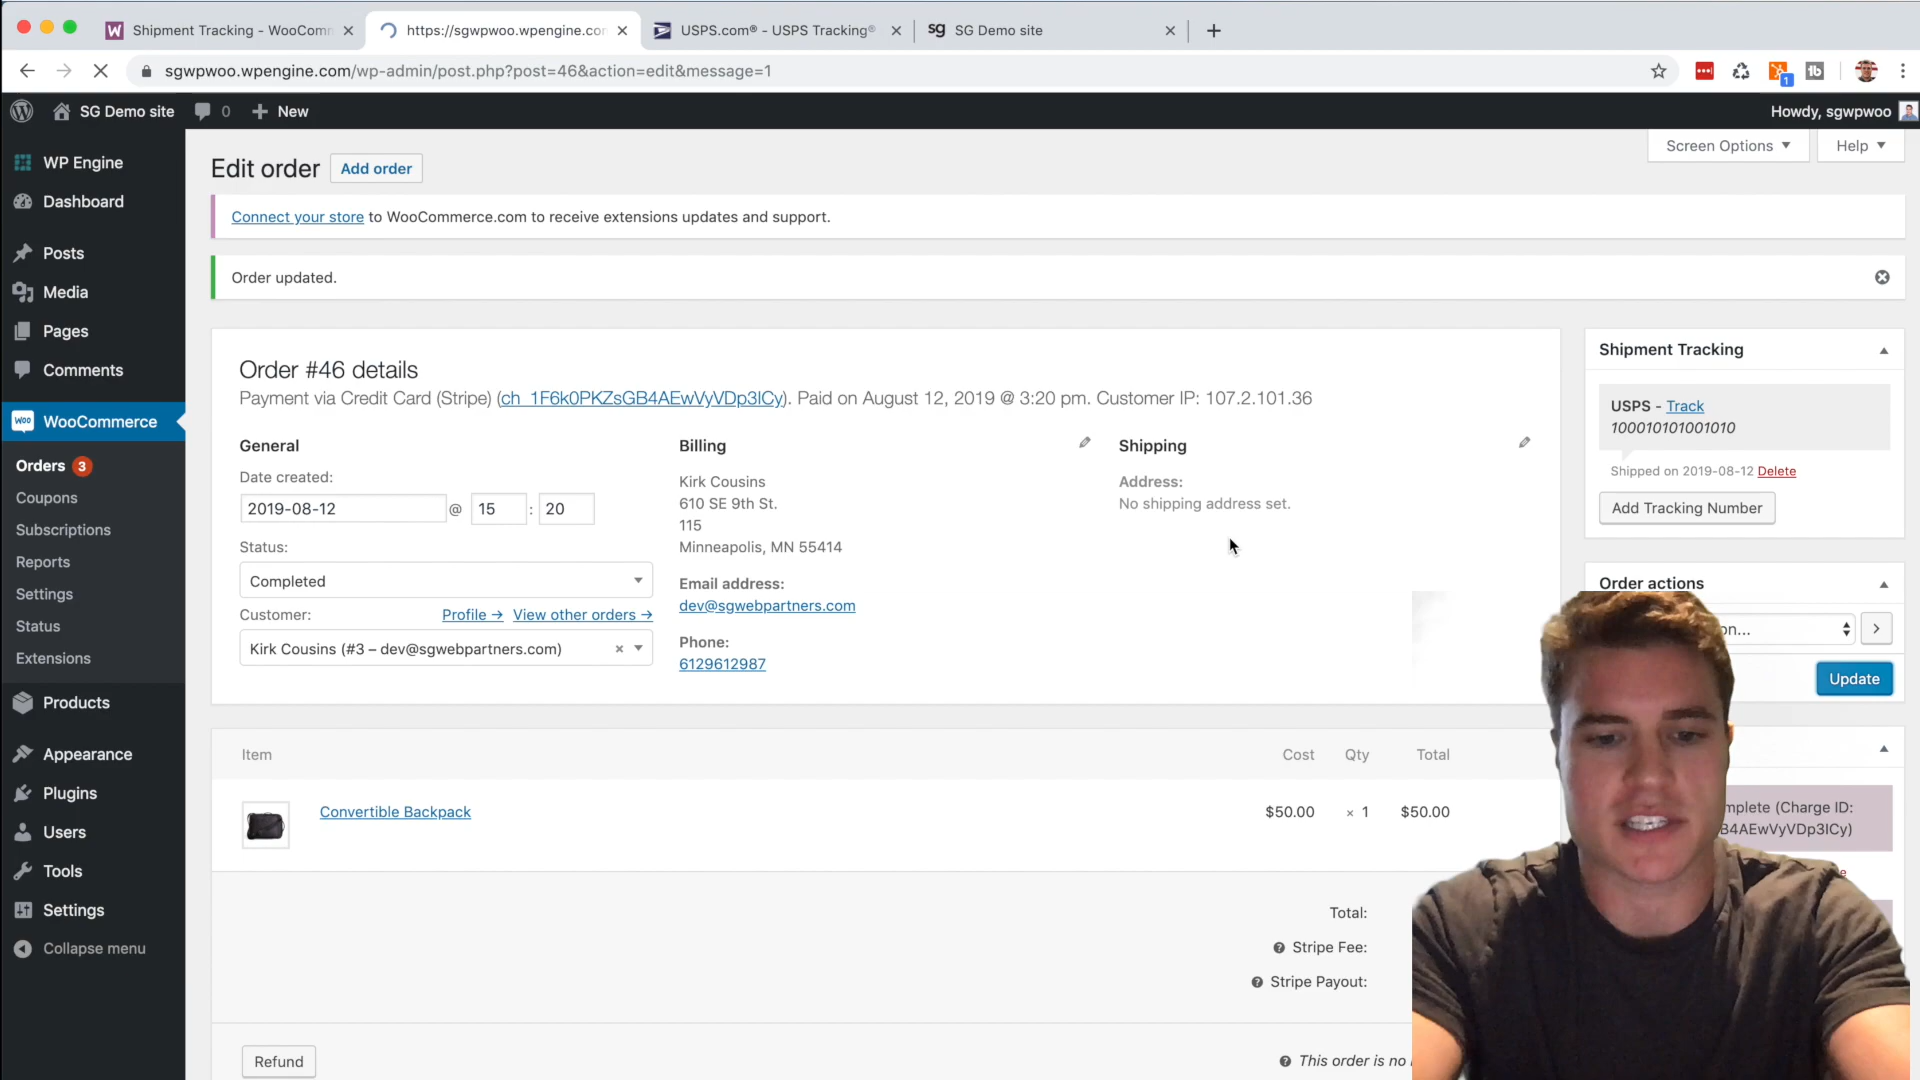 Shipment Tracking - WooComm
https://sgwpwoo.wpengine.com
USPS.com® - USPS Tracking®
sg SG Demo site
sgwpwoo.wpengine.com/wp-admin/post.php?post=46&action=edit&message=1
SG Demo site
0
New
Howdy, sgwpwoo
WP Engine
Dashboard
Posts
Media
Pages
Comments
WooCommerce
Orders 3
Coupons
Subscriptions
Reports
Settings
Status
Extensions
Products
Appearance
Plugins
Users
Tools
Settings
Collapse menu
Screen Options
Help
Edit order
Add order
Connect your store to WooCommerce.com to receive extensions updates and support.
Order updated.
Order #46 details
Payment via Credit Card (Stripe) (ch_1F6k0PKZsGB4AEwVyVDp3ICy). Paid on August 12, 2019 @ 3:20 pm. Customer IP: 107.2.101.36
General
Date created:
2019-08-12 @ 15 : 20
Status:
Completed
Customer:
Profile →
View other orders →
Kirk Cousins (#3 – dev@sgwebpartners.com)
Billing
Kirk Cousins
610 SE 9th St.
115
Minneapolis, MN 55414
Email address:
dev@sgwebpartners.com
Phone:
6129612987
Shipping
Address:
No shipping address set.
Shipment Tracking
USPS - Track
100010101001010
Shipped on 2019-08-12 Delete
Add Tracking Number
Order actions
on...
Update
mplete (Charge ID:
B4AEwVyVDp3ICy)
Item
Cost
Qty
Total
Convertible Backpack
$50.00
× 1
$50.00
Total:
Stripe Fee:
Stripe Payout:
Refund
This order is no